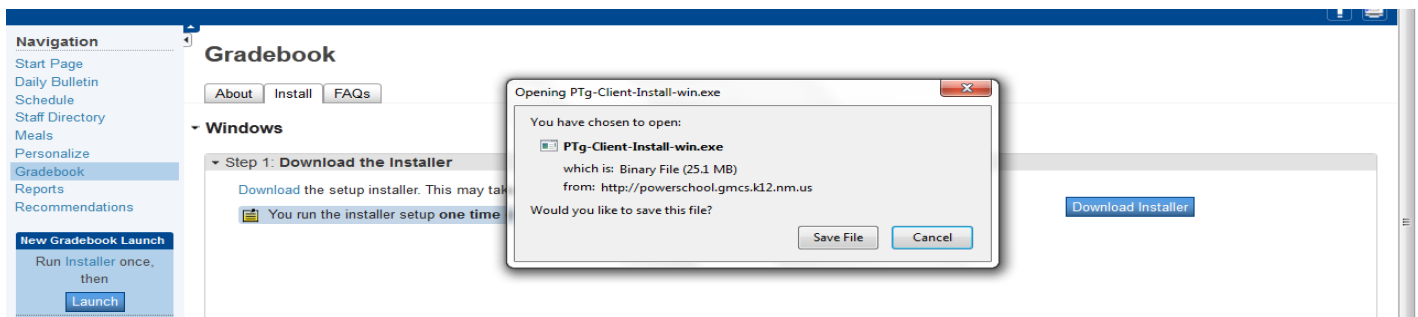 Navigation
Start Page
Daily Bulletin
Schedule
Staff Directory
Meals
Personalize
Gradebook
Reports
Recommendations
New Gradebook Launch
Run Installer once,
then
Launch
Gradebook
About Install FAQs
Windows
Step 1: Download the Installer
Download the setup installer. This may
You run the installer setup one time
Download Installer
Opening PTg-Client-Install-win.exe
You have chosen to open:
PTg-Client-Install-win.exe
which is: Binary File (25.1 MB)
from: http://powerschool.gmcs.k12.nm.us
Would you like to save this file?
Save File Cancel